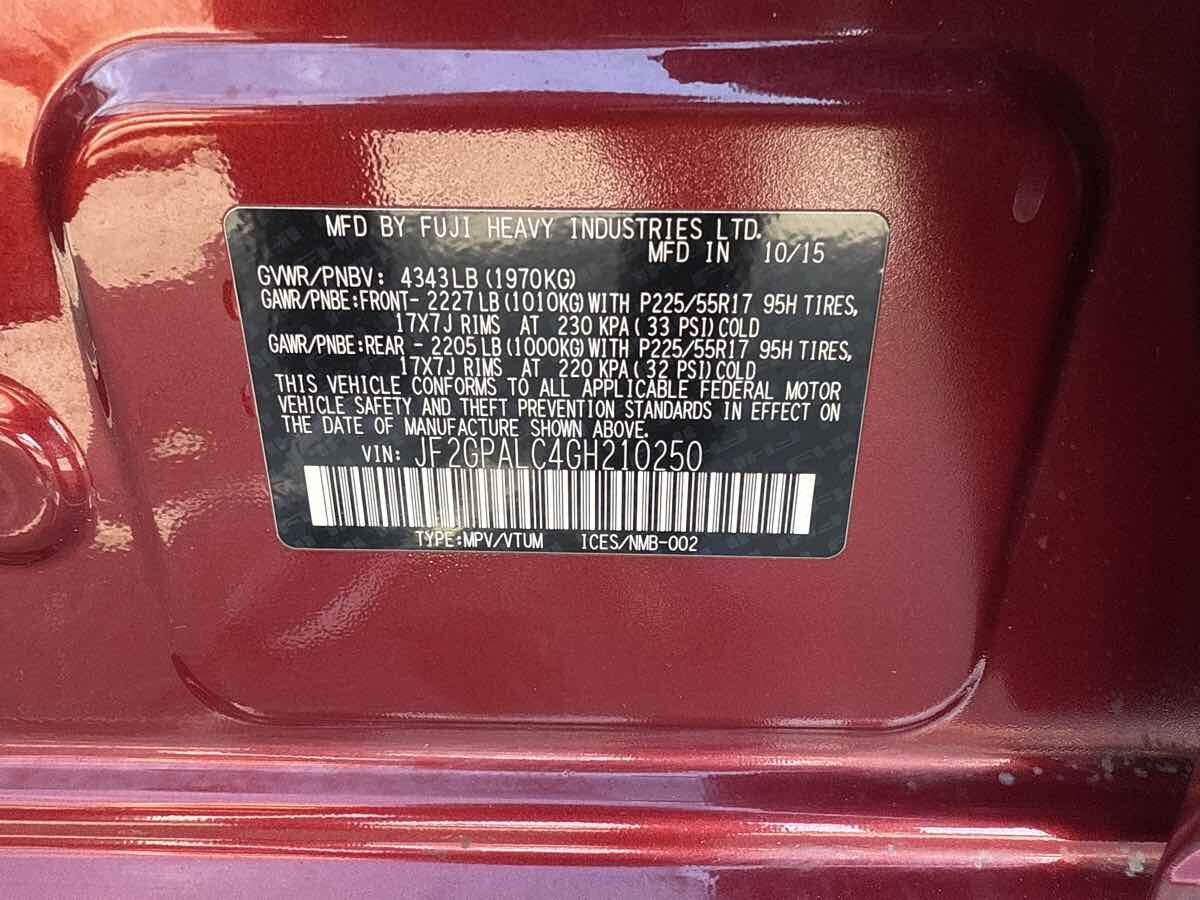 MFD BY FUJI HEAVY INDUSTRIES LTD.
MFD IN 10/15
GVWR/PNBV: 4343LB (1970KG)
GAWR/PNBE:FRONT- 2227LB (1010KG) WITH P225/55R17 95H TIRES,
17X7J RIMS AT 230 KPA ( 33 PSI) COLD
GAWR/PNBE:REAR - 2205LB (1000KG) WITH P225/55R17 95H TIRES,
17X7J RIMS AT 220 KPA ( 32 PSI) COLD
THIS VEHICLE CONFORMS TO ALL APPLICABLE FEDERAL MOTOR
VEHICLE SAFETY AND THEFT PREVENTION STANDARDS IN EFFECT ON
THE DATE OF MANUFACTURE SHOWN ABOVE.
VIN: JF2GPALC4GH210250
TYPE:MPV/VTUM ICES/NMB-002